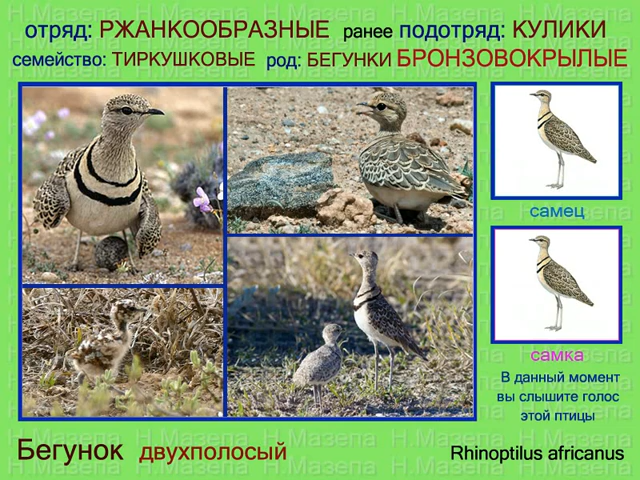 отряд: РЖАНКООБРАЗНЫЕ ранее подотряд: КУЛИКИ
семейство: ТИРКУШКОВЫЕ род: БЕГУНКИ БРОНЗОВОКРЫЛЫЕ
самец
самка
В данный момент
вы слышите голос
этой птицы
Бегунок двухполосый Rhinoptilus africanus
Н.Mazепа